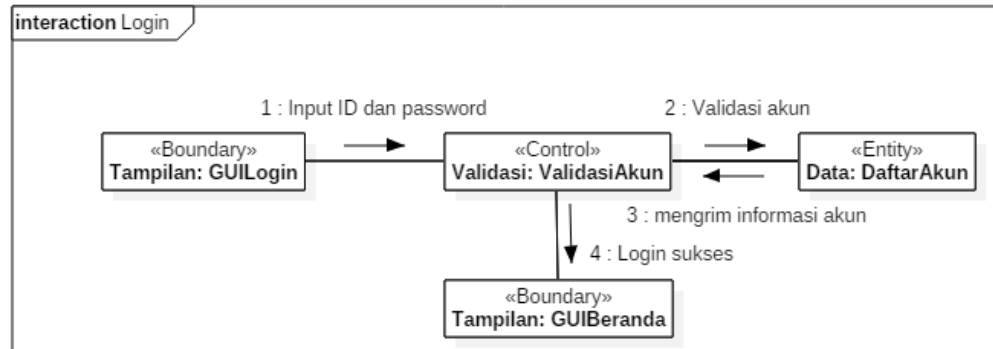 interaction Login
1 : Input ID dan password
2 : Validasi akun
«Boundary»
Tampilan: GUILogin
«Control»
Validasi: ValidasiAkun
«Entity»
Data: DaftarAkun
3 : mengrim informasi akun
4 : Login sukses
«Boundary»
Tampilan: GUIBeranda